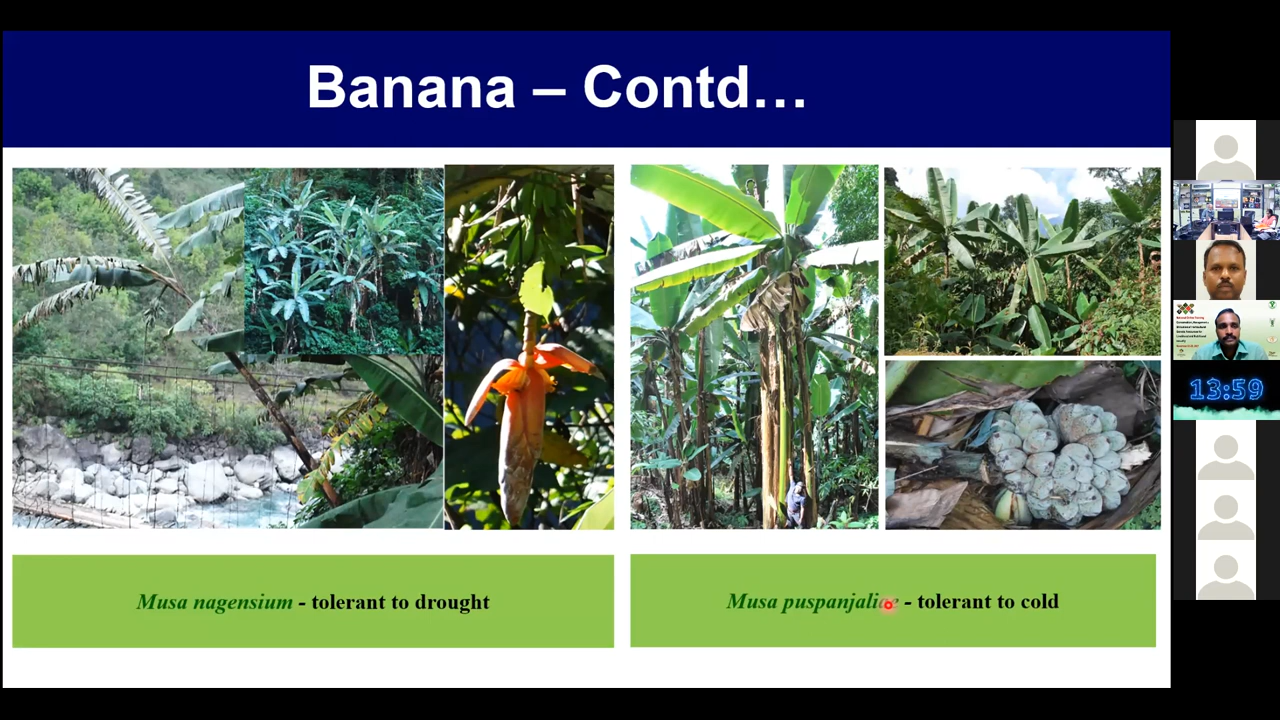 Banana – Contd…
Musa nagensium - tolerant to drought
Musa puspanjaliae - tolerant to cold
13:59